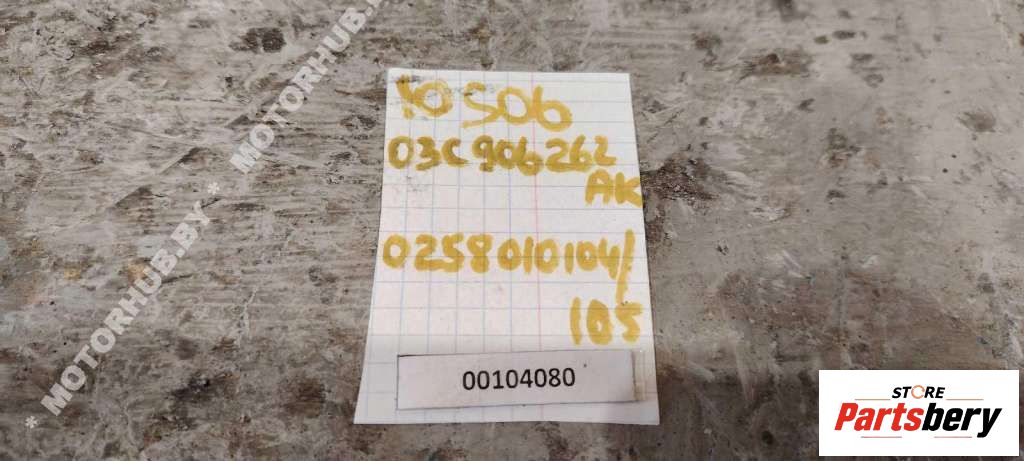 10506
03C906262
AK
0258010104/
105
00104080
* MOTORHUB.BY * MOTORHUB.BY
STORE
Partsbery